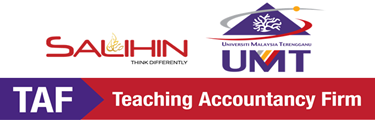 SALIHIN
THINK DIFFERENTLY
UNIVERSITI MALAYSIA TERENGGANU
UMT
TAF Teaching Accountancy Firm